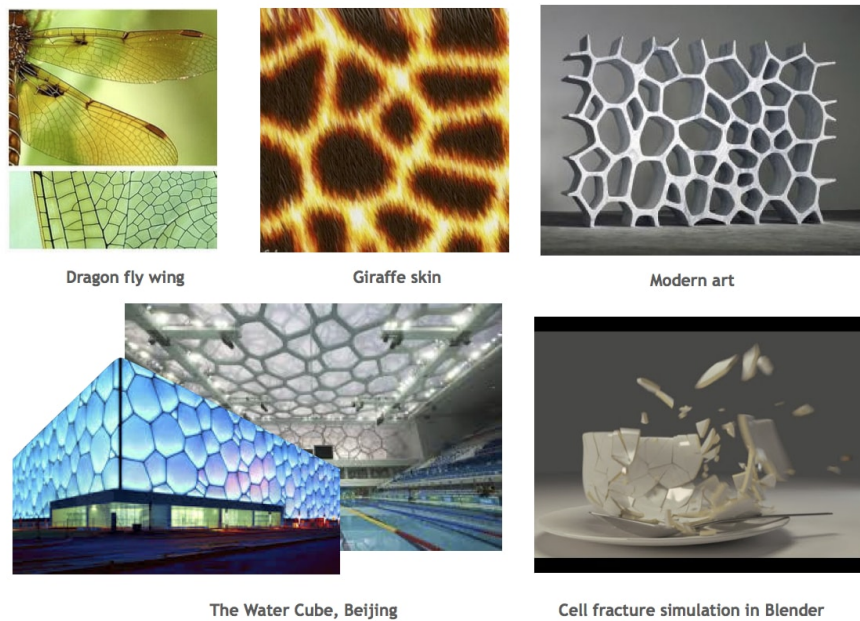 Dragon fly wing
Giraffe skin
Modern art
The Water Cube, Beijing
Cell fracture simulation in Blender